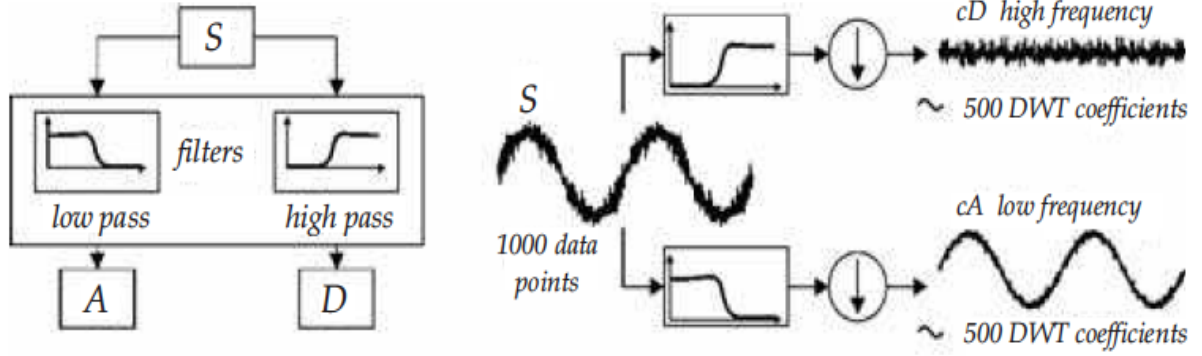 S
filters
low pass
high pass
A
D
S
1000 data
points
cD high frequency
~ 500 DWT coefficients
cA low frequency
~ 500 DWT coefficients